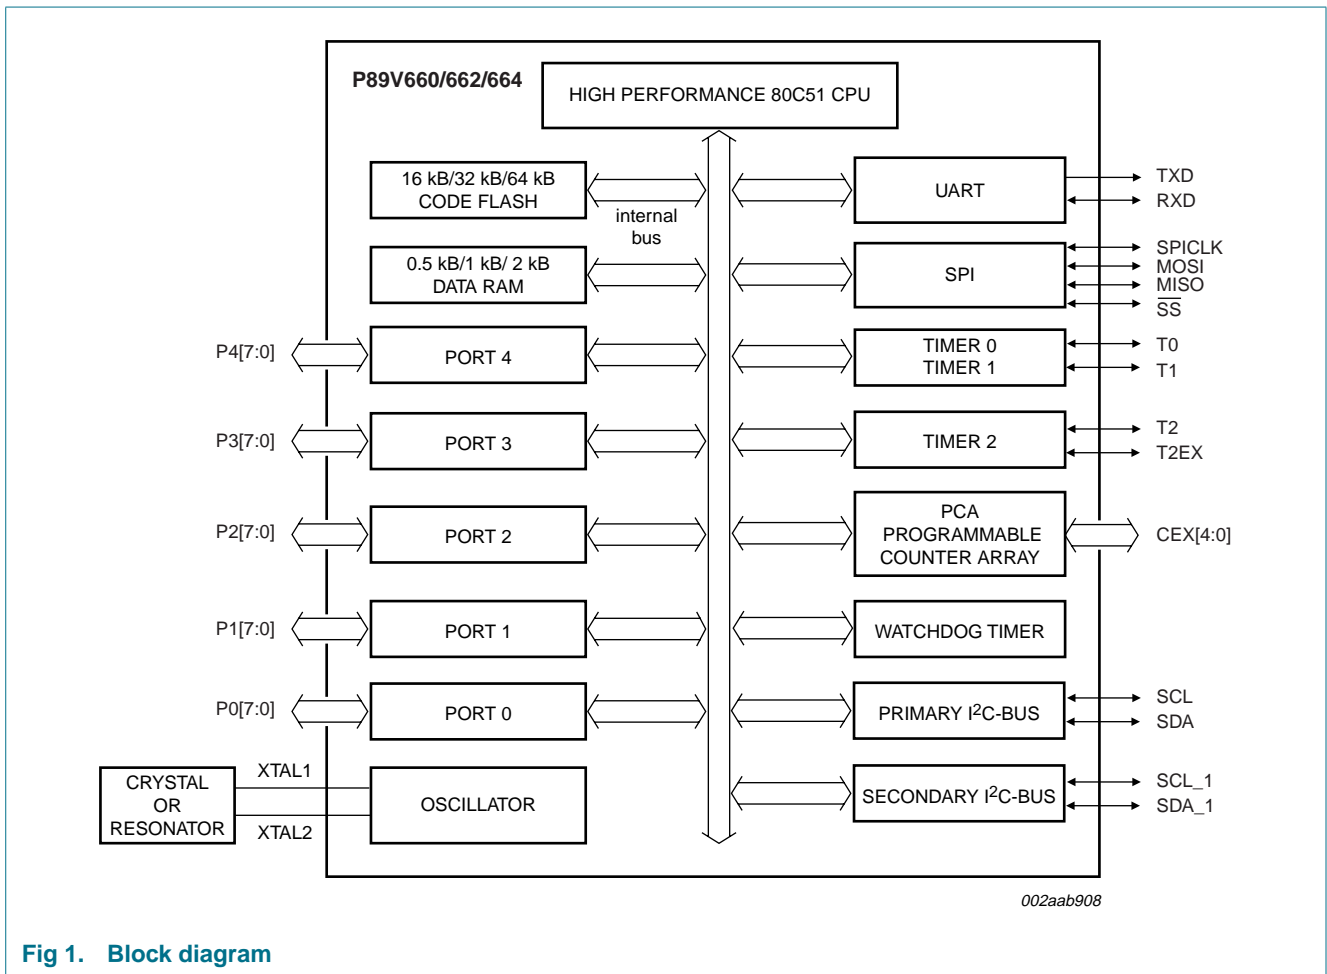 P89V660/662/664
HIGH PERFORMANCE 80C51 CPU
16 kB/32 kB/64 kB
CODE FLASH
internal
bus
0.5 kB/1 kB/ 2 kB
DATA RAM
P4[7:0]
PORT 4
P3[7:0]
PORT 3
P2[7:0]
PORT 2
P1[7:0]
PORT 1
P0[7:0]
PORT 0
CRYSTAL
OR
RESONATOR
XTAL1
XTAL2
OSCILLATOR
UART
TXD
RXD
SPI
SPICLK
MOSI
MISO
S̅S̅
TIMER 0
TIMER 1
T0
T1
TIMER 2
T2
T2EX
PCA
PROGRAMMABLE
COUNTER ARRAY
CEX[4:0]
WATCHDOG TIMER
PRIMARY I²C-BUS
SCL
SDA
SECONDARY I²C-BUS
SCL_1
SDA_1
002aab908
Fig 1. Block diagram